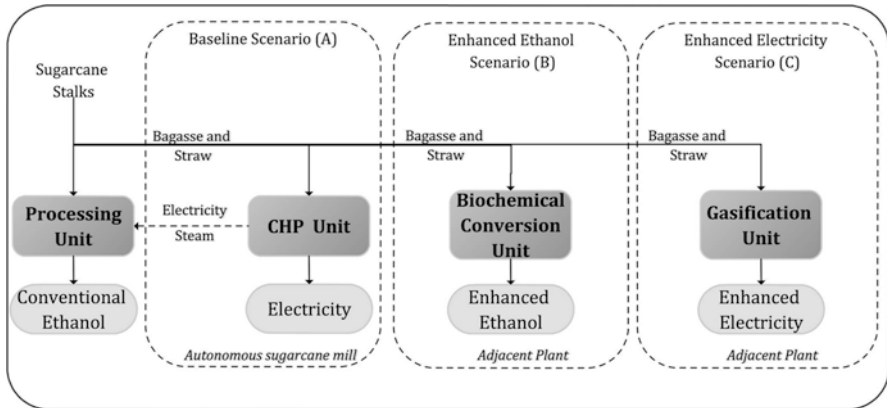 Baseline Scenario (A)
Enhanced Ethanol
Scenario (B)
Enhanced Electricity
Scenario (C)
Sugarcane
Stalks
Bagasse and
Straw
Bagasse and
Straw
Bagasse and
Straw
Processing
Unit
Electricity
Steam
CHP Unit
Biochemical
Conversion
Unit
Gasification
Unit
Conventional
Ethanol
Electricity
Enhanced
Ethanol
Enhanced
Electricity
Autonomous sugarcane mill
Adjacent Plant
Adjacent Plant